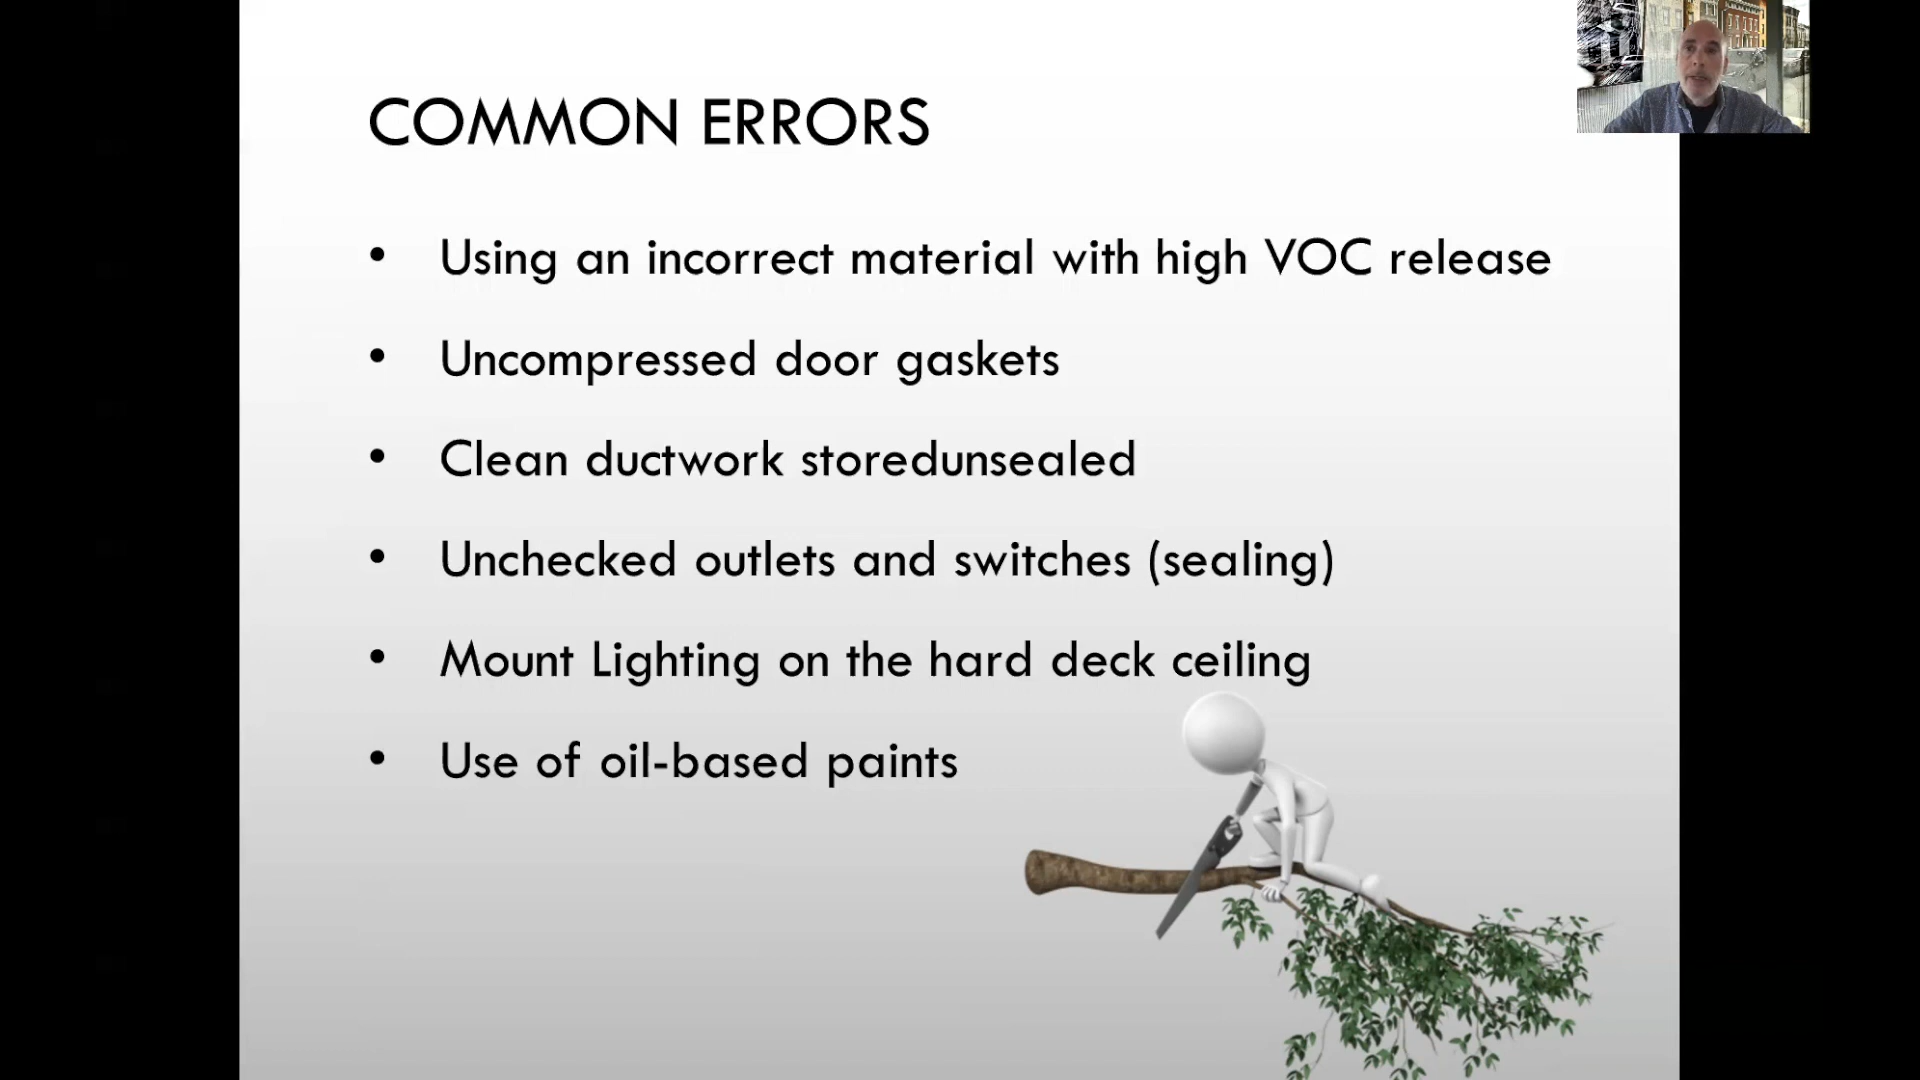 COMMON ERRORS
• Using an incorrect material with high VOC release
• Uncompressed door gaskets
• Clean ductwork storedunsealed
• Unchecked outlets and switches (sealing)
• Mount Lighting on the hard deck ceiling
• Use of oil-based paints